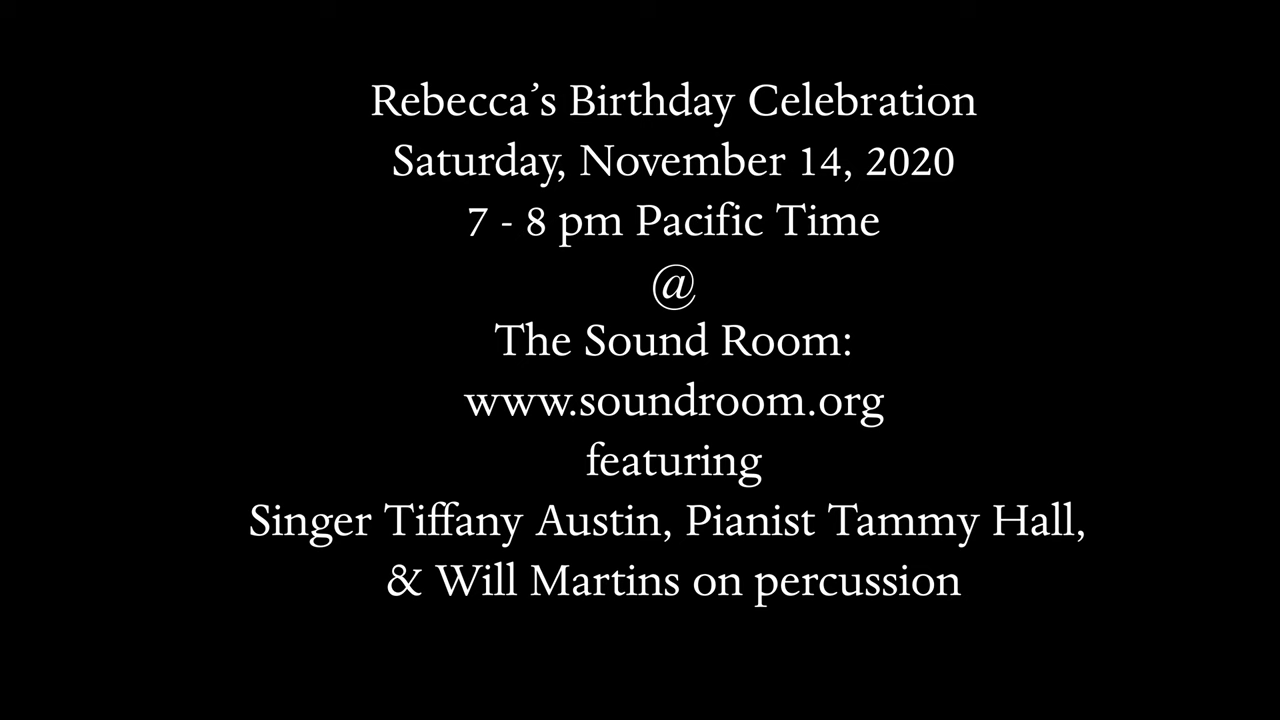 Rebecca’s Birthday Celebration
Saturday, November 14, 2020
7 - 8 pm Pacific Time
@
The Sound Room:
www.soundroom.org
featuring
Singer Tiffany Austin, Pianist Tammy Hall,
& Will Martins on percussion